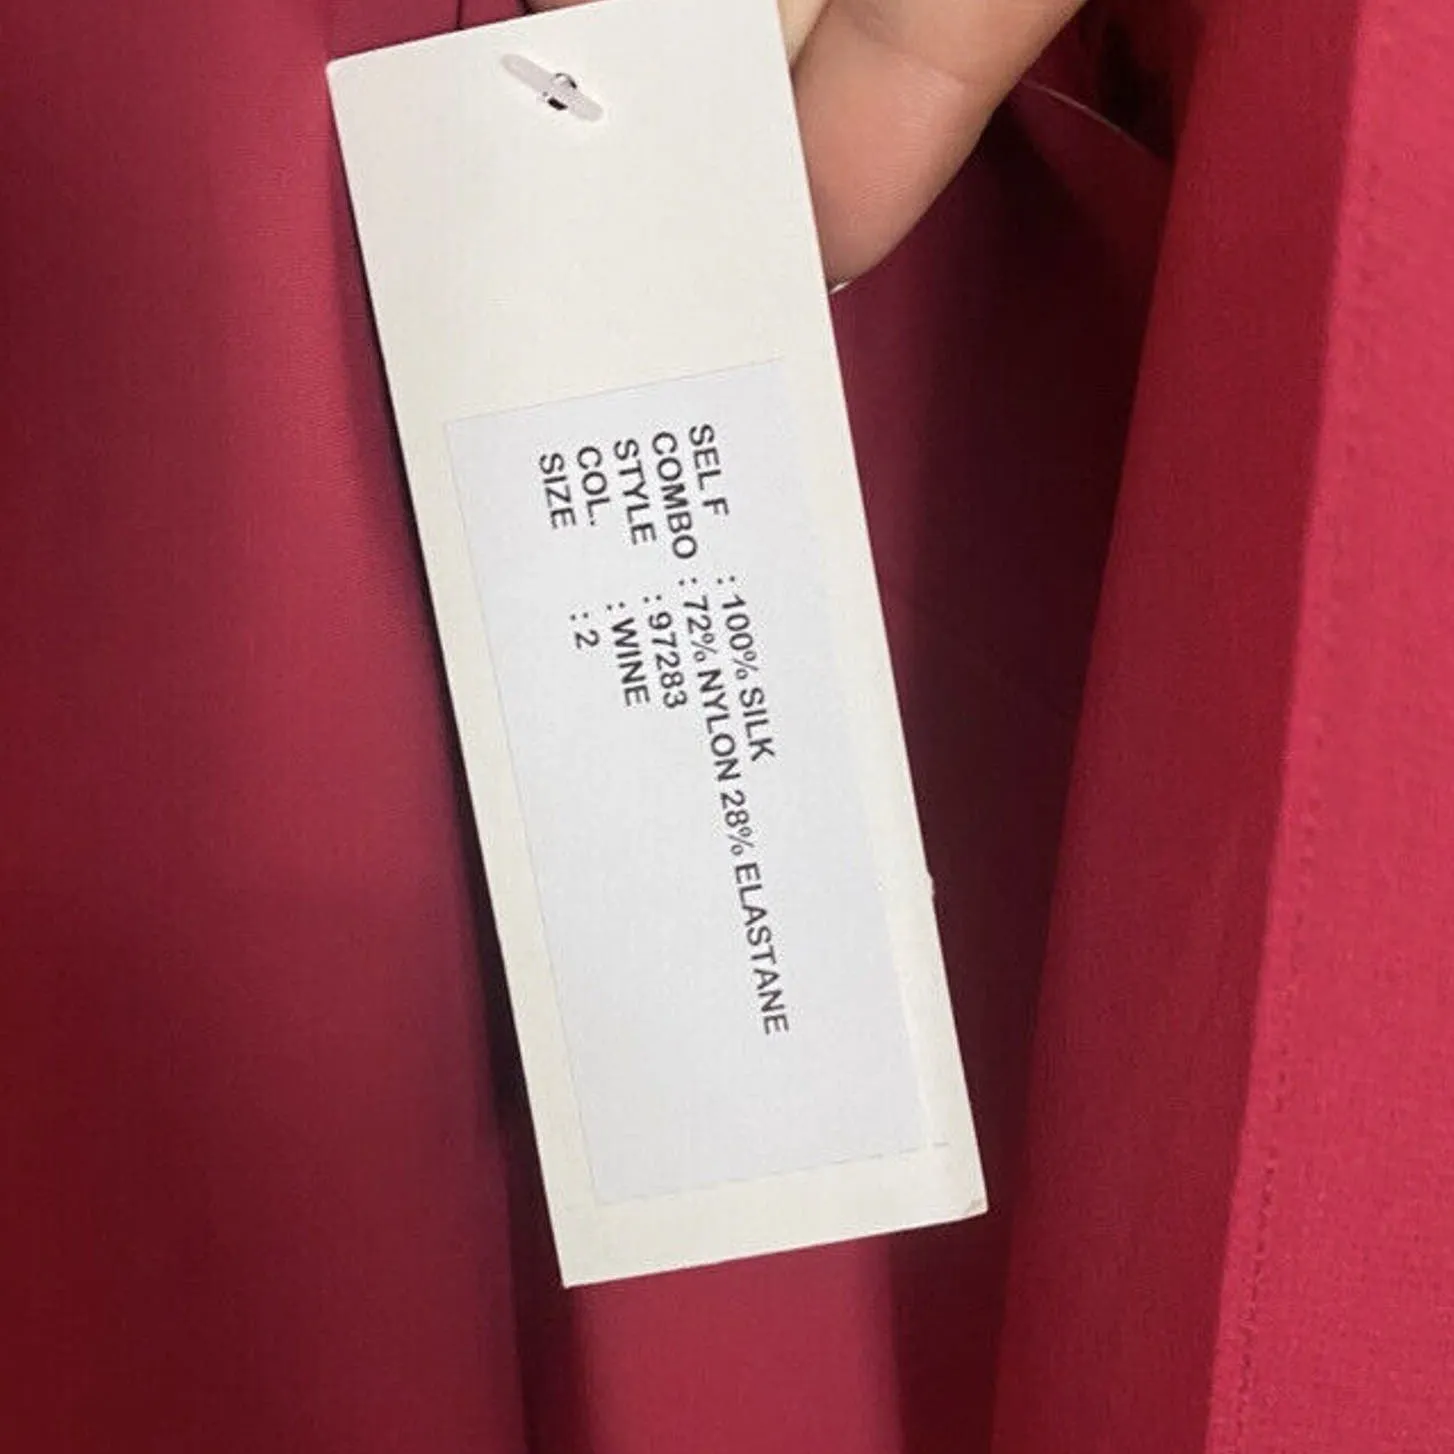 SELF : 100% SILK
COMBO : 72% NYLON 28% ELASTANE
STYLE : 97283
COL. : WINE
SIZE : 2